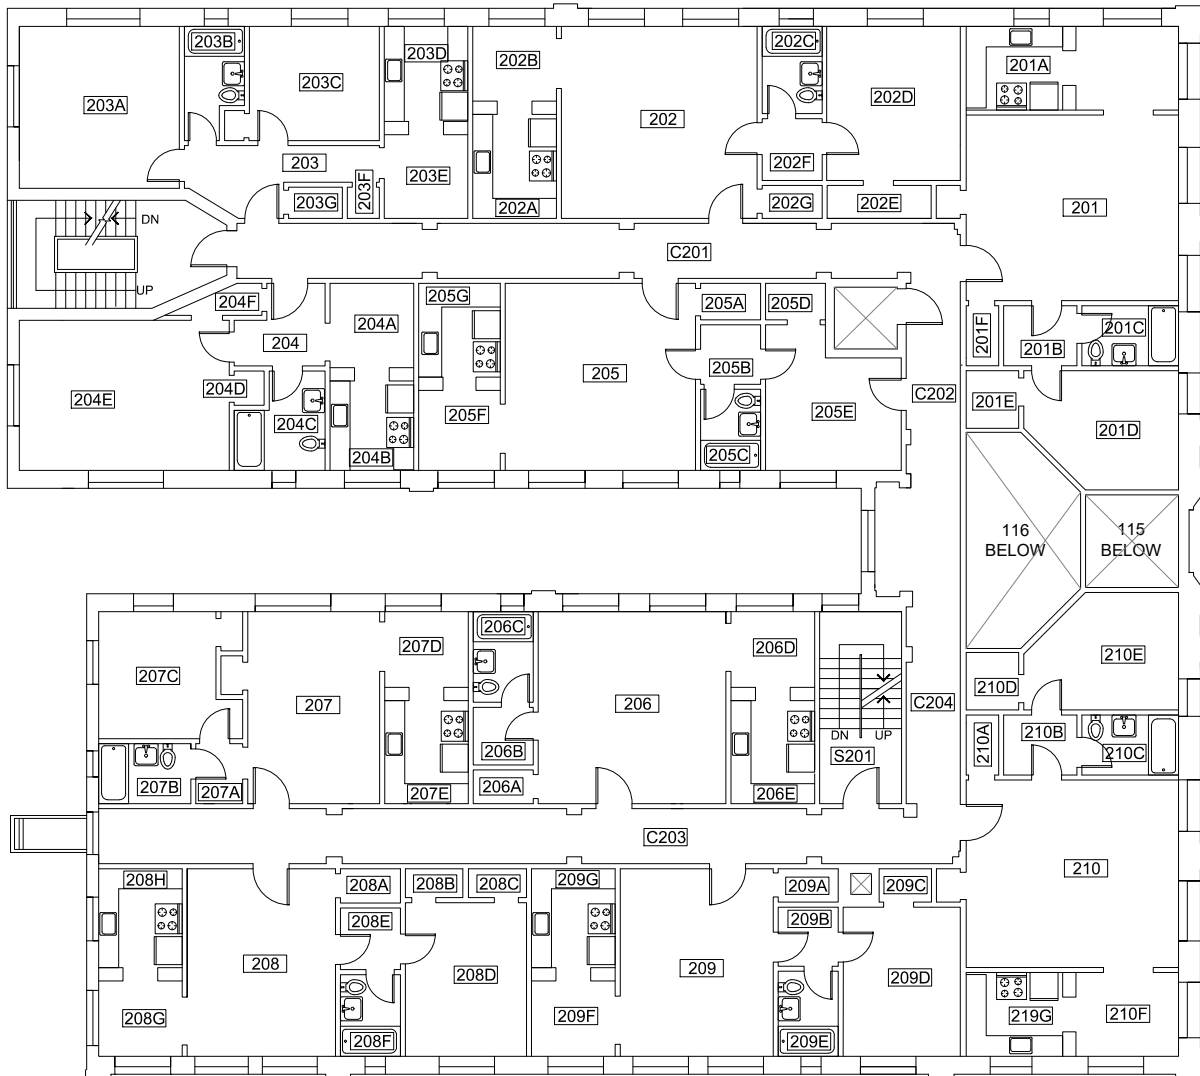 203B
202C
203D
202B
201A
203C
203A
202D
202
203
202F
203E
203F
203G
202A
202G
202E
201
DN
C201
UP
204F
205G
205A
205D
204A
201F
201C
204
201B
205B
205
204D
C202
204E
201E
205F
205E
204C
201D
204B
205C
116
BELOW
115
BELOW
206C
207D
206D
210E
207C
210D
207
206
C204
DN
UP
210A
210B
206B
S201
210C
207B
206A
207A
207E
206E
C203
210
208H
209G
208A
208B
208C
209A
209C
208E
209B
208
209
208D
209D
208G
209F
219G
210F
208F
209E